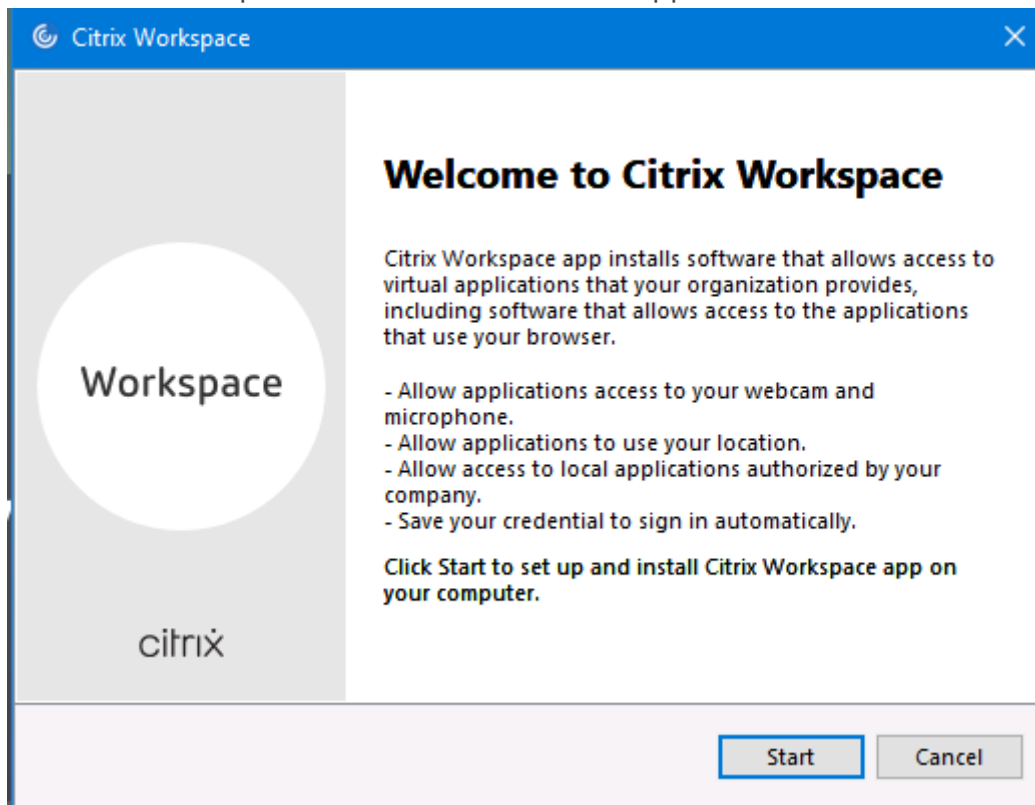 Citrix Workspace
Welcome to Citrix Workspace
Citrix Workspace app installs software that allows access to
virtual applications that your organization provides,
including software that allows access to the applications
that use your browser.
- Allow applications access to your webcam and
microphone.
- Allow applications to use your location.
- Allow access to local applications authorized by your
company.
- Save your credential to sign in automatically.
Click Start to set up and install Citrix Workspace app on
your computer.
Workspace
citrix
Start
Cancel